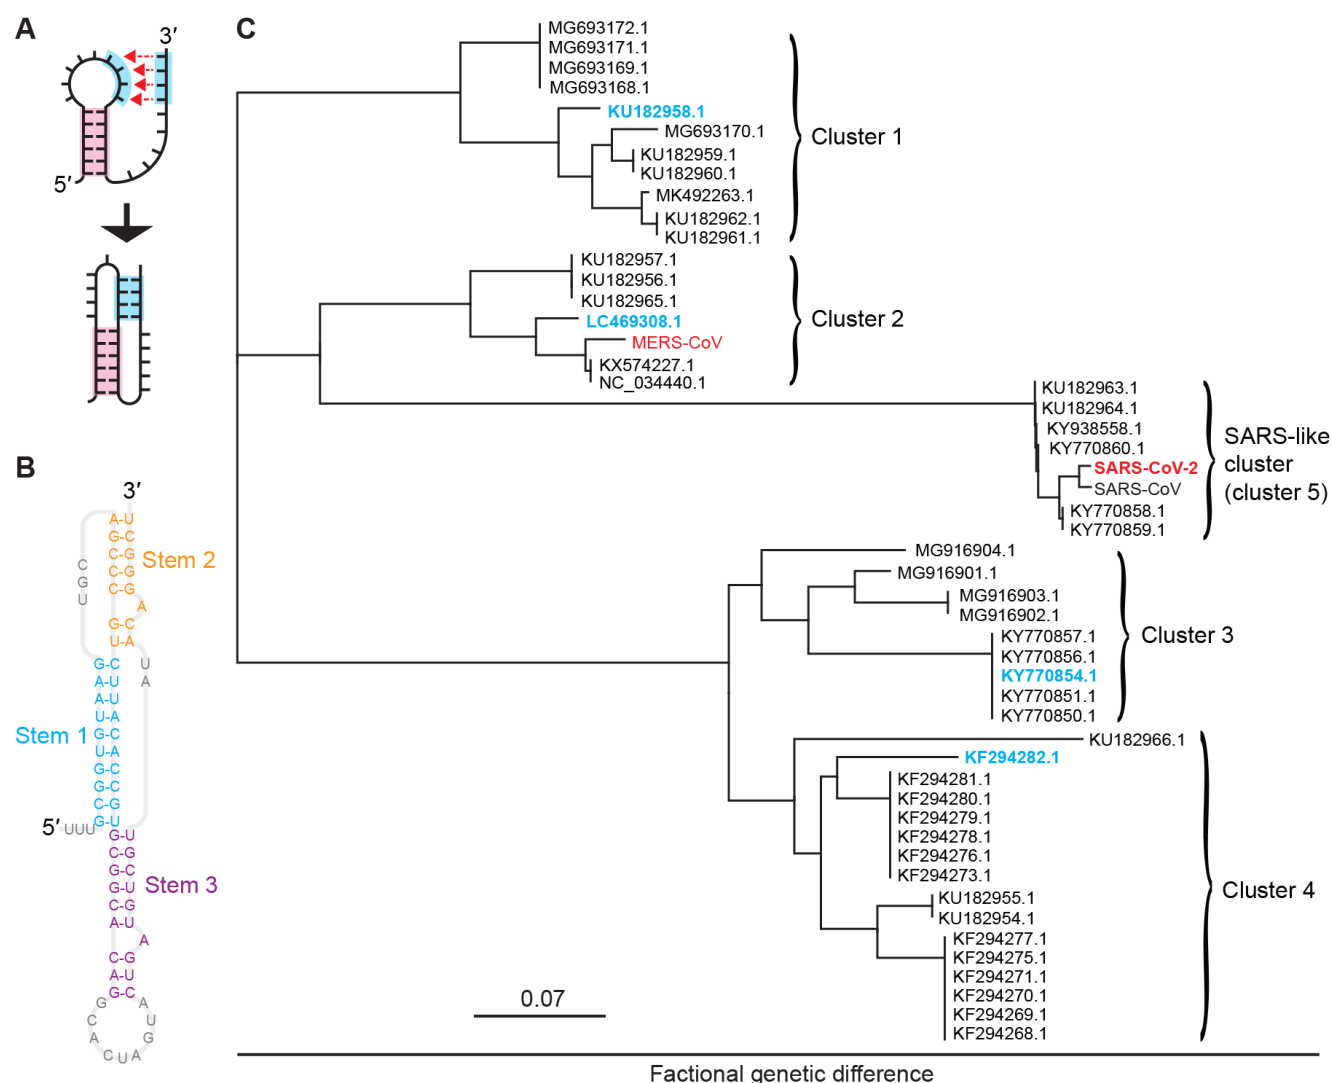 A
3′
5′
B
3′
A-U
G-C
C-G
C-G
C-G
Stem 2
C
G
U
A
G-C
U-A
A
G-C
A-U
A-U
U-A
G-C
U-A
G-C
G-C
C-G
G-U
U
A
Stem 1
5′ UUU
G-U
C-G
G-C
G-U
C-G
A-U
Stem 3
A
C-G
A-U
G-C
G
C
A
C
U
A
G
U
A
C
MG693172.1
MG693171.1
MG693169.1
MG693168.1
KU182958.1
MG693170.1
KU182959.1
KU182960.1
MK492263.1
KU182962.1
KU182961.1
Cluster 1
KU182957.1
KU182956.1
KU182965.1
LC469308.1
MERS-CoV
KX574227.1
NC_034440.1
Cluster 2
KU182963.1
KU182964.1
KY938558.1
KY770860.1
SARS-CoV-2
SARS-CoV
KY770858.1
KY770859.1
SARS-like
cluster
(cluster 5)
MG916904.1
MG916901.1
MG916903.1
MG916902.1
KY770857.1
KY770856.1
KY770854.1
KY770851.1
KY770850.1
Cluster 3
KU182966.1
KF294282.1
KF294281.1
KF294280.1
KF294279.1
KF294278.1
KF294276.1
KF294273.1
KU182955.1
KU182954.1
KF294277.1
KF294275.1
KF294271.1
KF294270.1
KF294269.1
KF294268.1
Cluster 4
0.07
Factional genetic difference